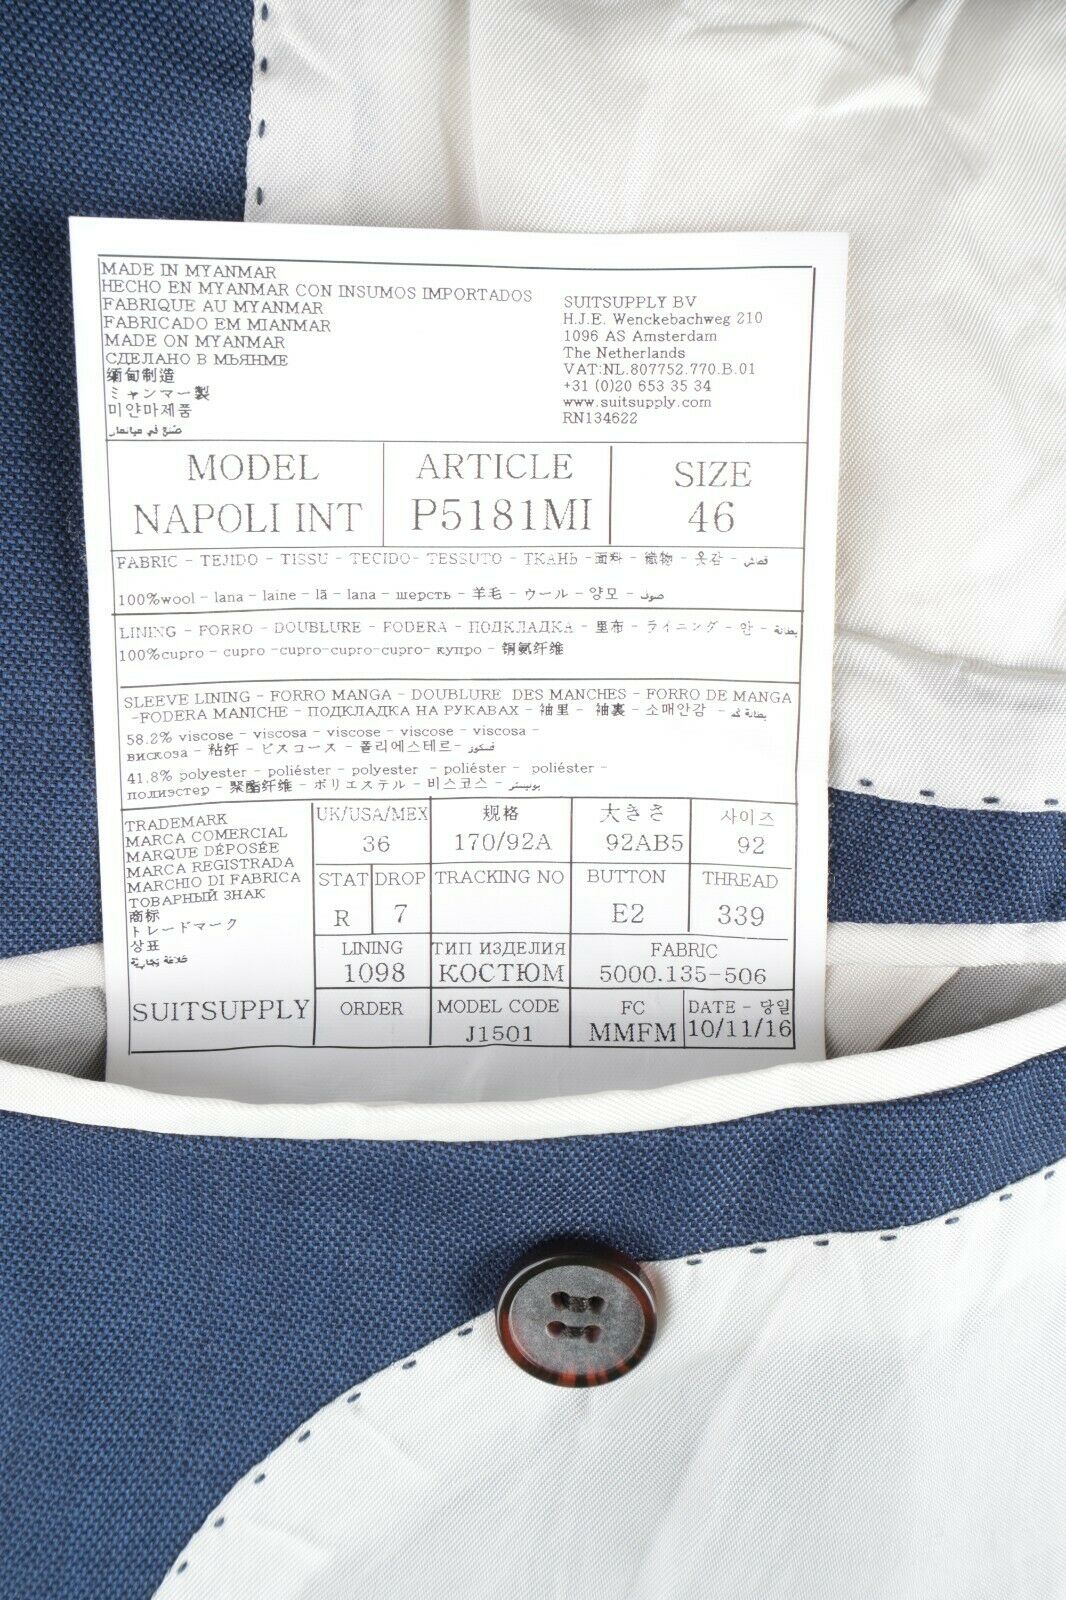 MADE IN MYANMAR
HECHO EN MYANMAR CON INSUMOS IMPORTADOS
FABRIQUE AU MYANMAR
FABRICADO EM MIANMAR
MADE ON MYANMAR
СДЕЛАНО В МЬЯНМЕ
缅甸制造
ミャンマー製
미얀마제품
صنع في ميانمار
SUITSUPPLY BV
H.J.E. Wenckebachweg 210
1096 AS Amsterdam
The Netherlands
VAT:NL.807752.770.B.01
+31 (0)20 653 35 34
www.suitsupply.com
RN134622
MODEL
NAPOLI INT
ARTICLE
P5181MI
SIZE
46
FABRIC - TEJIDO - TISSU - TECIDO- TESSUTO - ТКАНЬ - 面料 - 織物 - 옷감 - قماش
100%wool - lana - laine - lã - lana - шерсть - 羊毛 - ウール - 양모 - صوف
LINING - FORRO - DOUBLURE - FODERA - ПОДКЛАДКА - 里布 - ライニング - 안 - بطانة
100%cupro - cupro -cupro-cupro-cupro- купро - 铜氨纤维
SLEEVE LINING - FORRO MANGA - DOUBLURE DES MANCHES - FORRO DE MANGA
-FODERA MANICHE - ПОДКЛАДКА НА РУКАВАХ - 袖里 - 袖裏 - 소매안감 - بطانة
58.2% viscose - viscosa - viscose - viscose - viscosa -
вискоза - 粘纤 - ビスコース - 폴리에스테르- فسكوز
41.8% polyester - poliéster - polyester - poliéster - poliéster -
полиэстер - 聚酯纤维 - ポリエステル - 비스코스 -
TRADEMARK
MARCA COMERCIAL
MARQUE DÉPOSÉE
MARCA REGISTRADA
MARCHIO DI FABRICA
ТОВАРНЫЙ ЗНАК
商标
トレードマーク
상표
علامة تجارية
SUITSUPPLY
UK/USA/MEX
36
规格
170/92A
大きさ
92AB5
사이즈
92
STAT
R
DROP
7
TRACKING NO
BUTTON
E2
THREAD
339
LINING
1098
ТИП ИЗДЕЛИЯ
КОСТЮМ
FABRIC
5000.135-506
ORDER
MODEL CODE
J1501
FC
MMFM
DATE - 당일
10/11/16